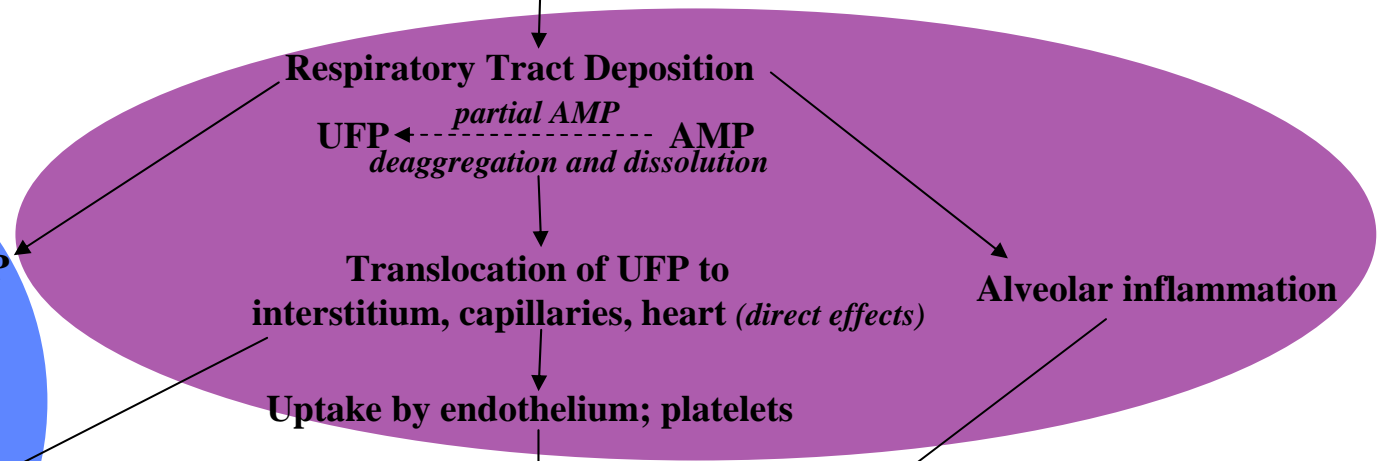 Respiratory Tract Deposition
partial AMP
UFP AMP
deaggregation and dissolution
P
Translocation of UFP to
interstitium, capillaries, heart (direct effects)
Alveolar inflammation
Uptake by endothelium; platelets